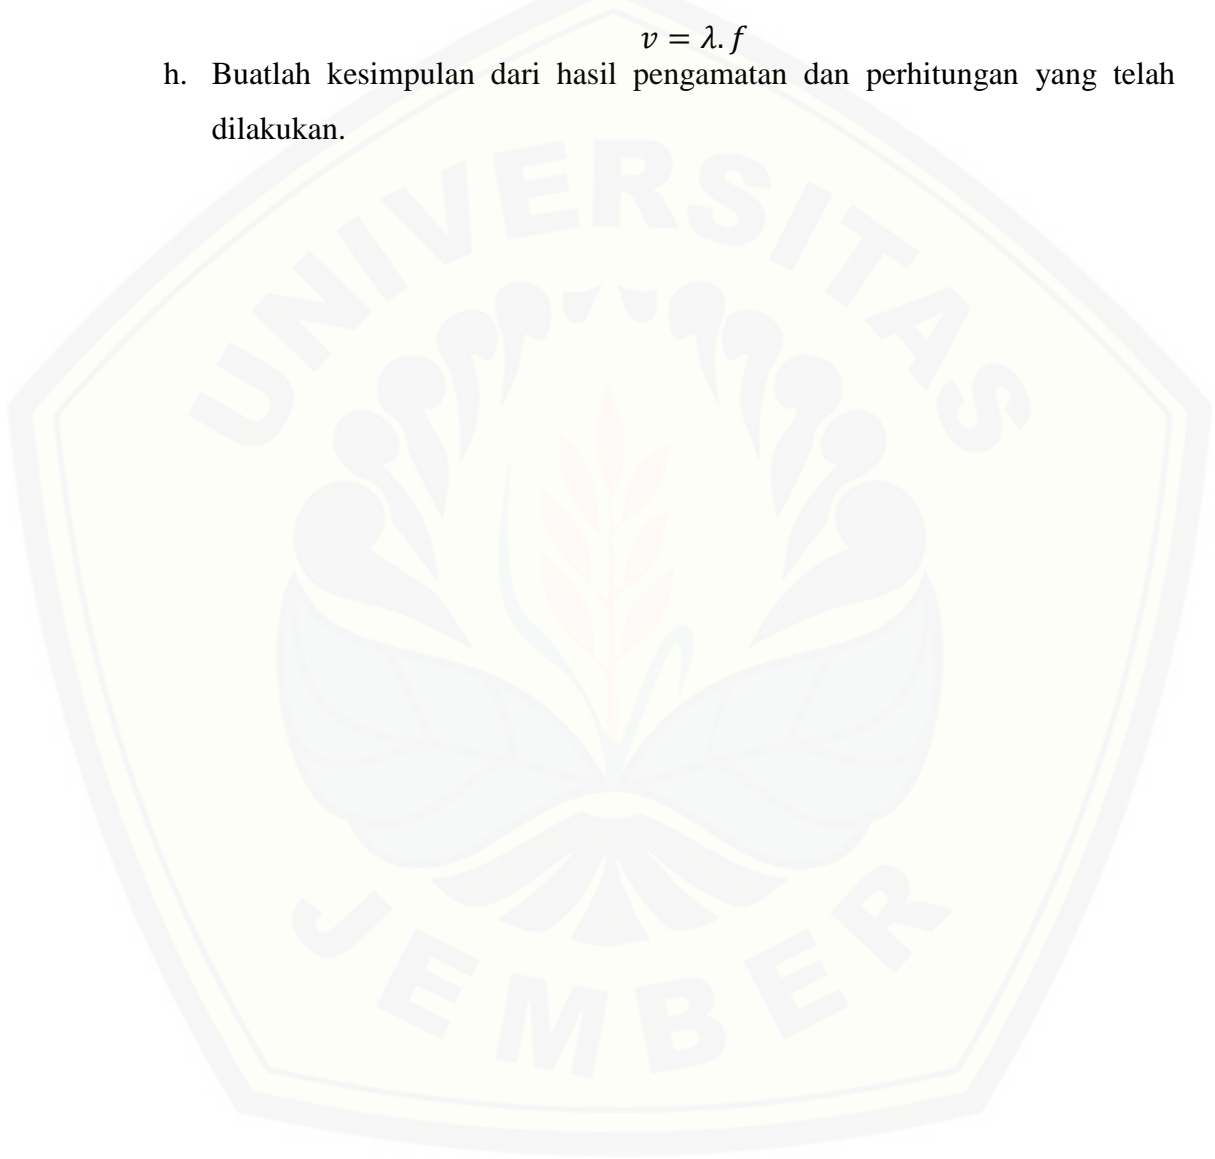 𝑣 = 𝜆. 𝑓
h. Buatlah kesimpulan dari hasil pengamatan dan perhitungan yang telah
dilakukan.
UNIVERSITAS
JEMBER